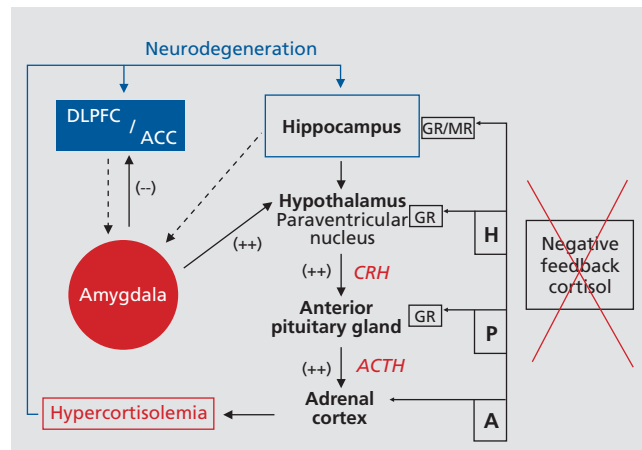 Neurodegeneration
DLPFC
/
ACC
Hippocampus
GR/MR
(--)
Hypothalamus
Paraventricular
nucleus
GR
H
Negative
feedback
cortisol
(++)
Amygdala
(++)
CRH
Anterior
pituitary gland
GR
P
(++)
ACTH
Hypercortisolemia
Adrenal
cortex
A